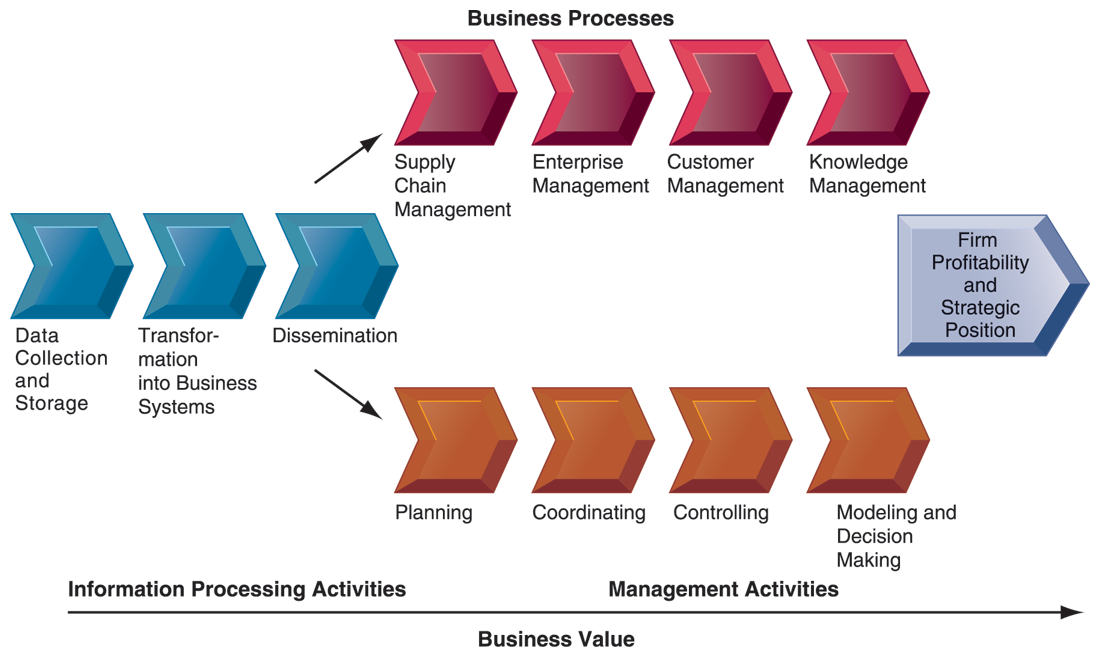 Business Processes
Supply
Chain
Management
Enterprise
Management
Customer
Management
Knowledge
Management
Data
Collection
and
Storage
Transfor-
mation
into Business
Systems
Dissemination
Firm
Profitability
and
Strategic
Position
Planning
Coordinating
Controlling
Modeling and
Decision
Making
Information Processing Activities
Management Activities
Business Value